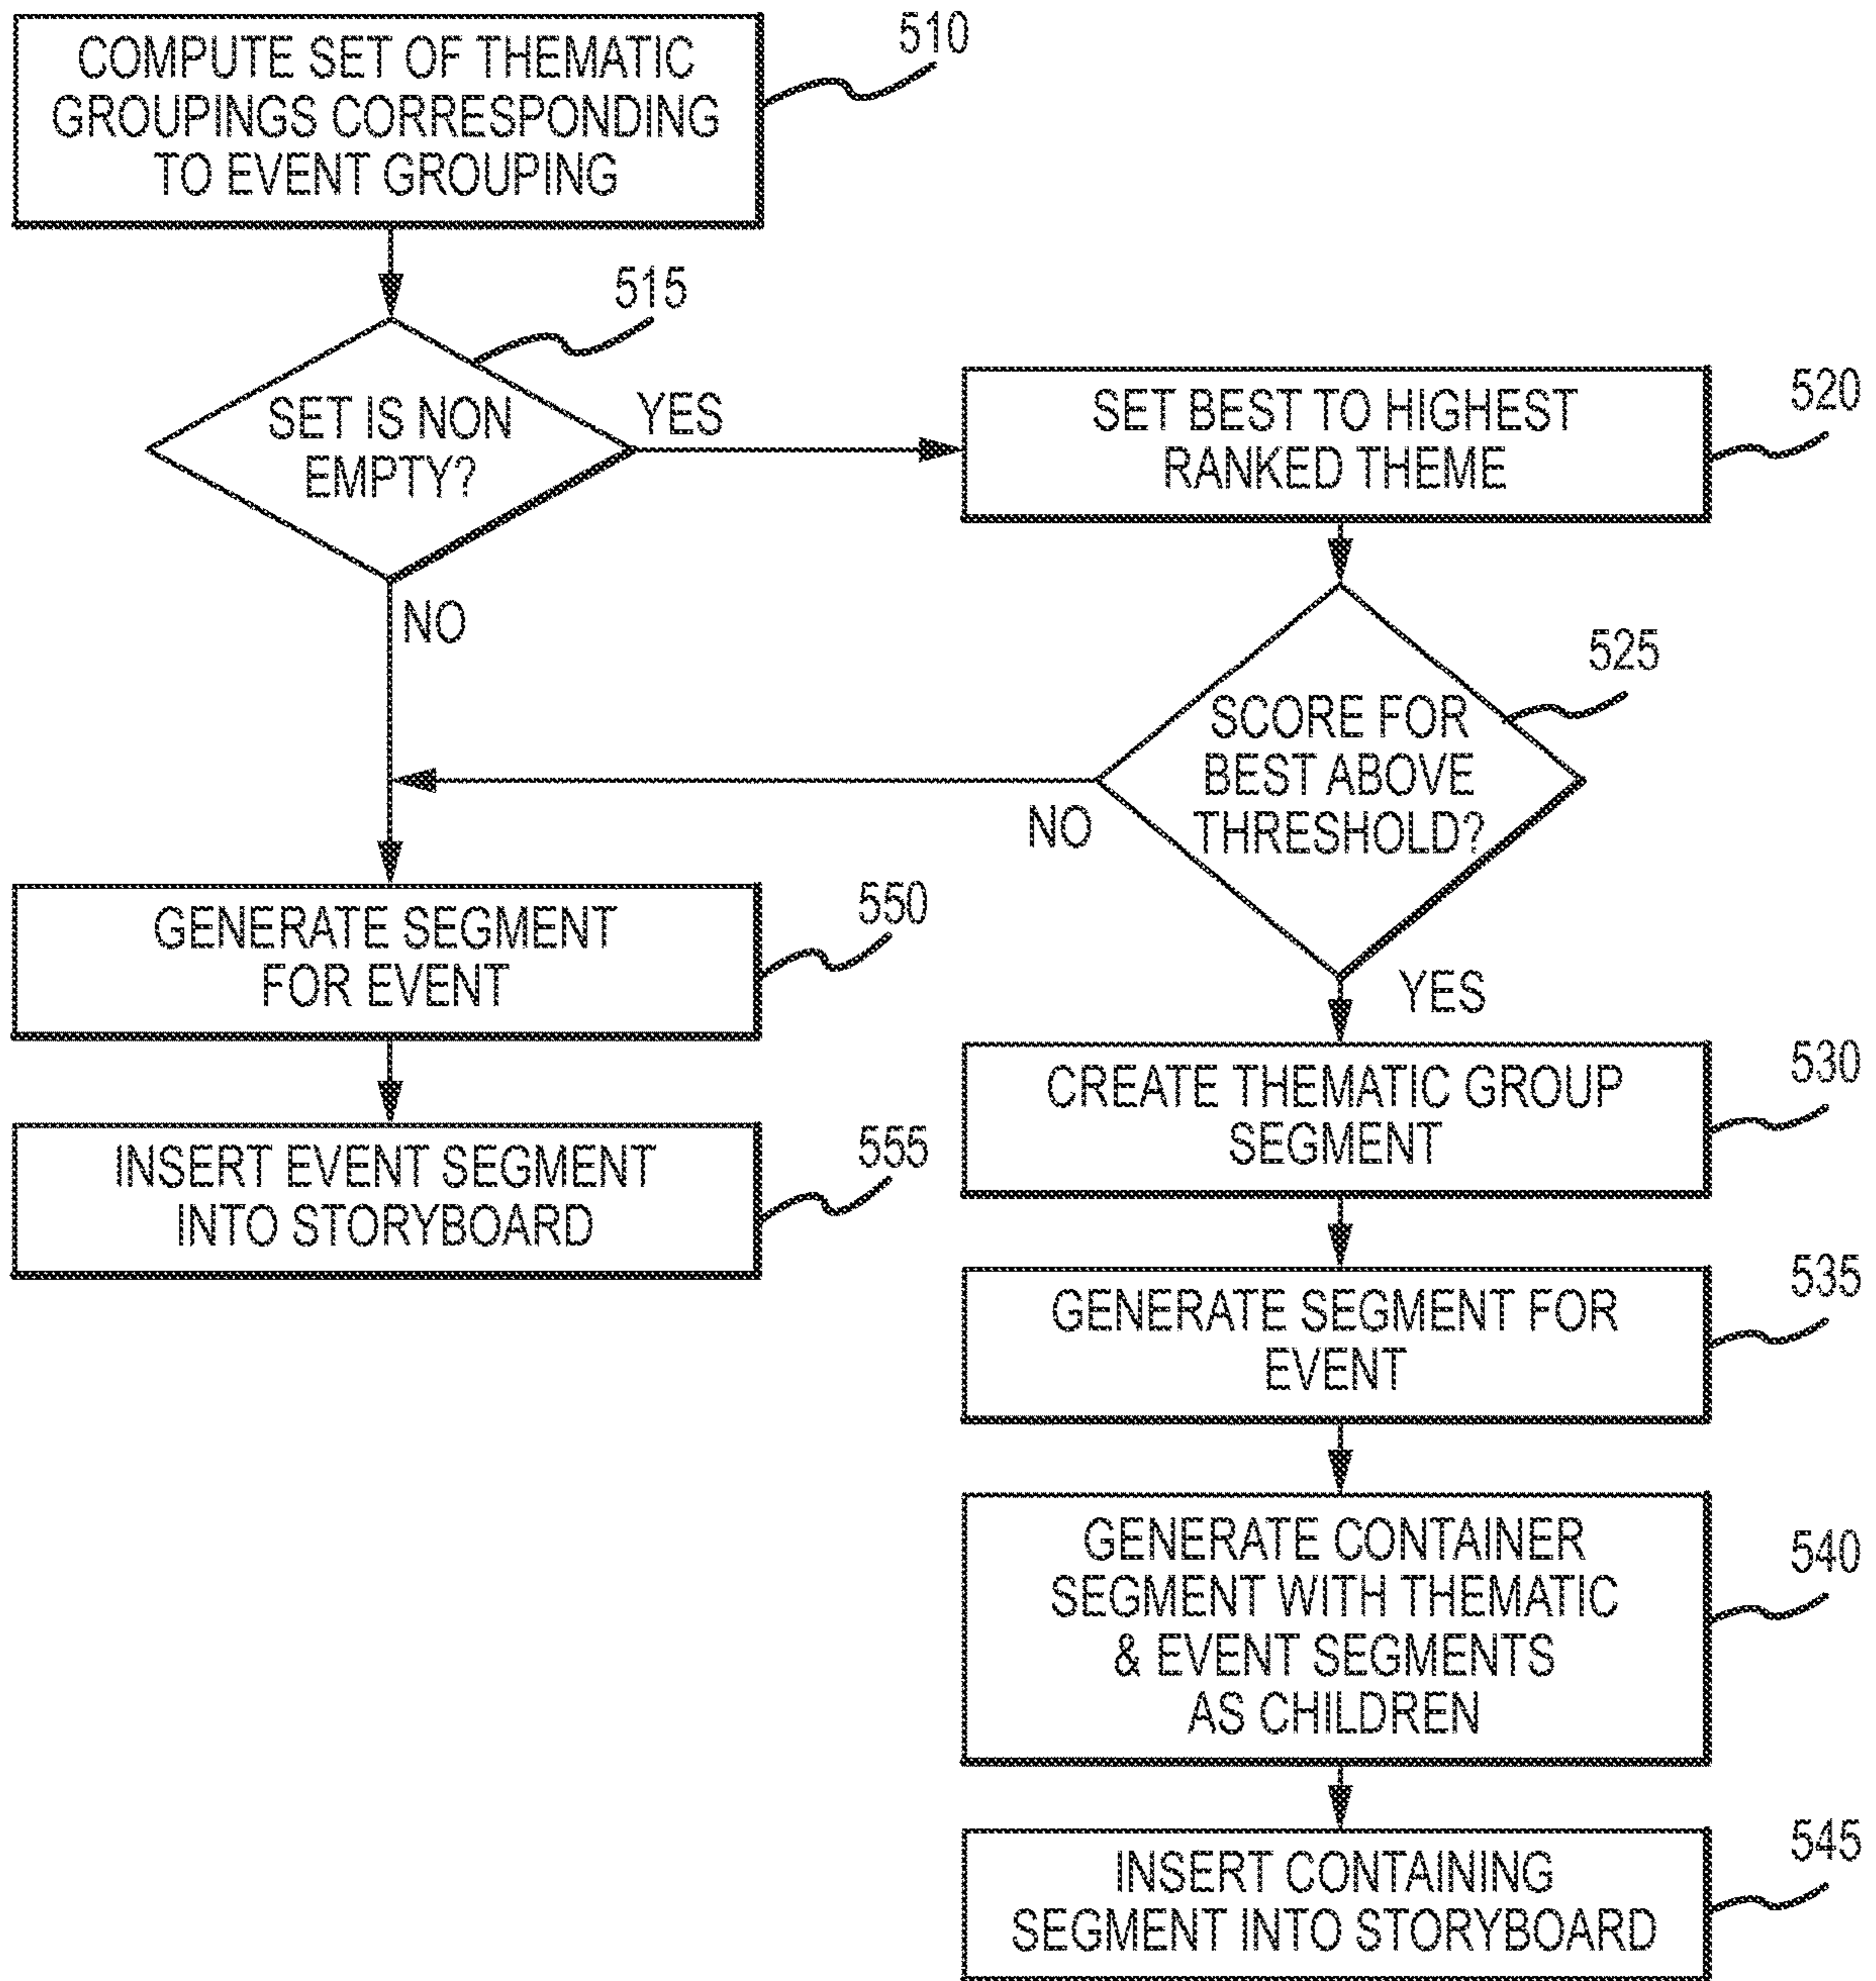 COMPUTE SET OF THEMATIC
GROUPINGS CORRESPONDING
TO EVENT GROUPING
510
515
SET IS NON
EMPTY?
YES
NO
SET BEST TO HIGHEST
RANKED THEME
520
525
SCORE FOR
BEST ABOVE
THRESHOLD?
NO
YES
GENERATE SEGMENT
FOR EVENT
550
INSERT EVENT SEGMENT
INTO STORYBOARD
555
CREATE THEMATIC GROUP
SEGMENT
530
GENERATE SEGMENT FOR
EVENT
535
GENERATE CONTAINER
SEGMENT WITH THEMATIC
& EVENT SEGMENTS
AS CHILDREN
540
INSERT CONTAINING
SEGMENT INTO STORYBOARD
545